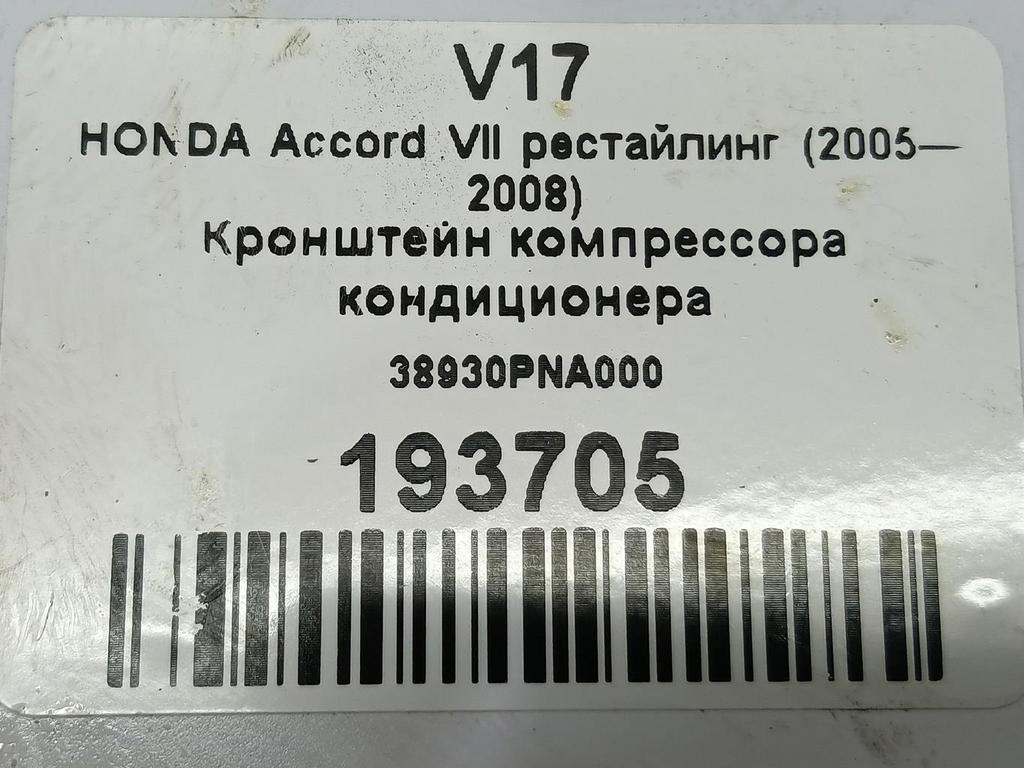 V17
HONDA Accord VII рестайлинг (2005—
2008)
Кронштейн компрессора
кондиционера
38930PNA000
193705